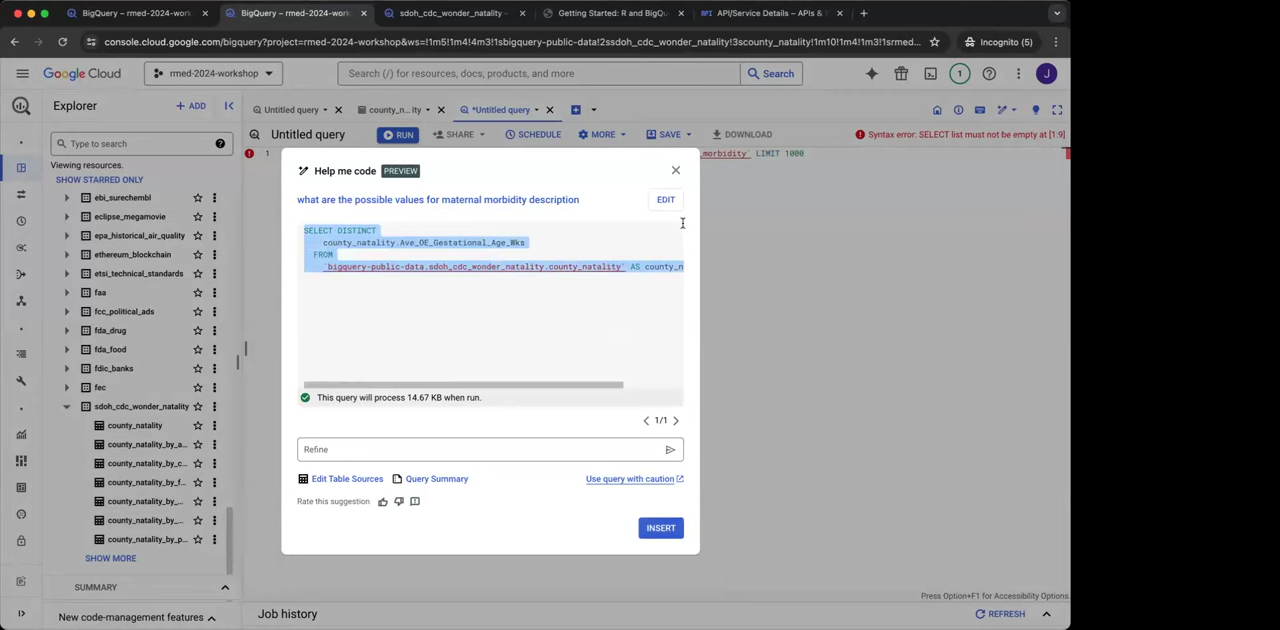 BigQuery – rmed-2024-work
BigQuery – rmed-2024-work
sdoh_cdc_wonder_natality –
Getting Started: R and BigQu
API/Service Details – APIs &
console.cloud.google.com/bigquery?project=rmed-2024-workshop&ws=!1m5!1m4!4m3!1sbigquery-public-data!2ssdoh_cdc_wonder_natality!3scounty_natality!1m10!1m4!1m3!1srmed...
Incognito (5)
Google Cloud
rmed-2024-workshop
Search (/) for resources, docs, products, and more
Search
1
J
Explorer
+ ADD
Untitled query
county_n...ity
*Untitled query
Type to search
Untitled query
RUN
SHARE
SCHEDULE
MORE
SAVE
DOWNLOAD
Syntax error: SELECT list must not be empty at [1:9]
1
_morbidity` LIMIT 1000
Viewing resources.
SHOW STARRED ONLY
ebi_surechembl
eclipse_megamovie
epa_historical_air_quality
ethereum_blockchain
etsi_technical_standards
faa
fcc_political_ads
fda_drug
fda_food
fdic_banks
fec
sdoh_cdc_wonder_natality
county_natality
county_natality_by_a...
county_natality_by_c...
county_natality_by_f...
county_natality_by_...
county_natality_by_...
county_natality_by_p...
SHOW MORE
SUMMARY
New code-management features
Help me code PREVIEW
what are the possible values for maternal morbidity description
EDIT
SELECT DISTINCT
county_natality.Ave_OE_Gestational_Age_Wks
FROM
`bigquery-public-data.sdoh_cdc_wonder_natality.county_natality` AS county_n
This query will process 14.67 KB when run.
1/1
Refine
Edit Table Sources
Query Summary
Use query with caution
Rate this suggestion
INSERT
Press Option+F1 for Accessibility Options.
Job history
REFRESH